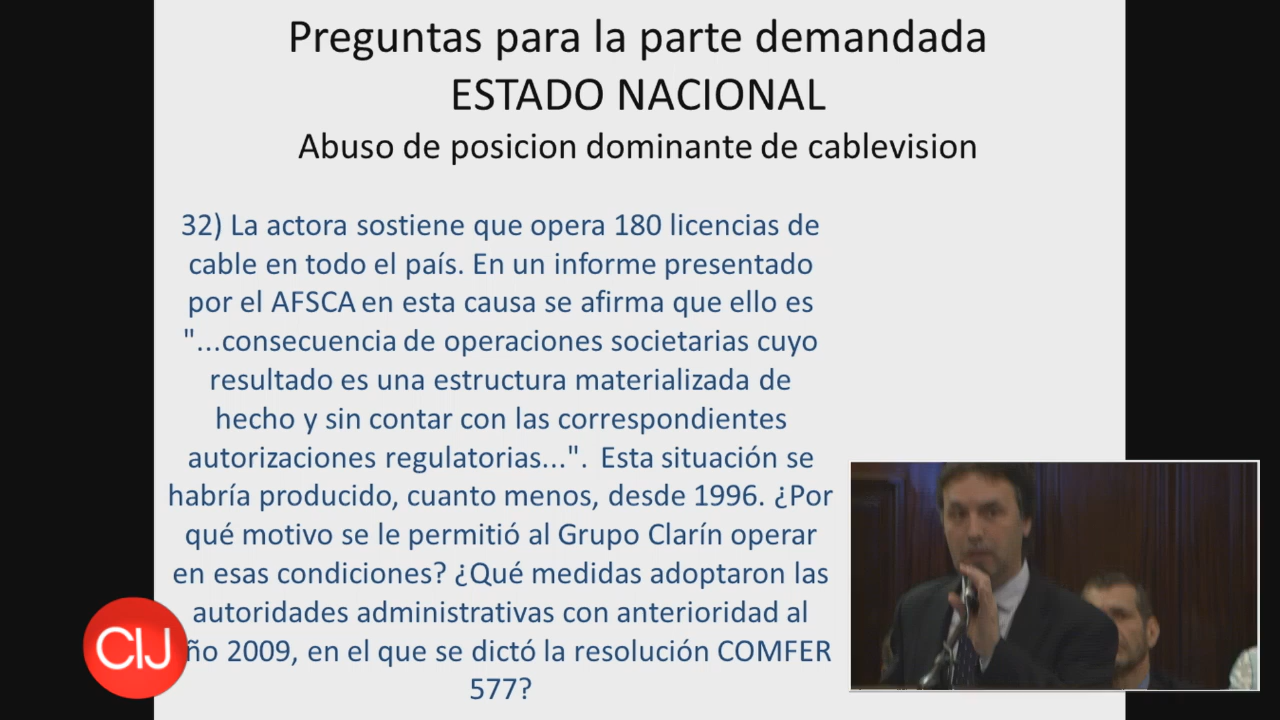 Preguntas para la parte demandada
ESTADO NACIONAL
Abuso de posicion dominante de cablevision
32) La actora sostiene que opera 180 licencias de
cable en todo el país. En un informe presentado
por el AFSCA en esta causa se afirma que ello es
"...consecuencia de operaciones societarias cuyo
resultado es una estructura materializada de
hecho y sin contar con las correspondientes
autorizaciones regulatorias...". Esta situación se
habría producido, cuanto menos, desde 1996. ¿Por
qué motivo se le permitió al Grupo Clarín operar
en esas condiciones? ¿Qué medidas adoptaron las
autoridades administrativas con anterioridad al
ño 2009, en el que se dictó la resolución COMFER
577?
CIJ